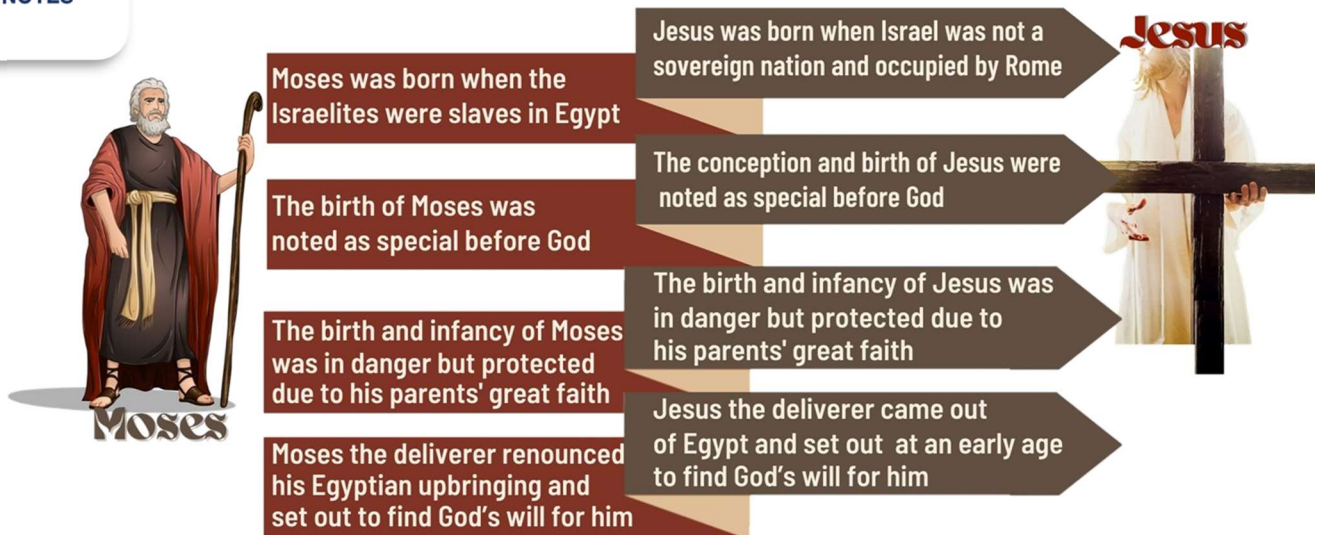 NOTES
Moses was born when the
Israelites were slaves in Egypt
Jesus was born when Israel was not a
sovereign nation and occupied by Rome
The birth of Moses was
noted as special before God
The conception and birth of Jesus were
noted as special before God
The birth and infancy of Moses
was in danger but protected
due to his parents' great faith
The birth and infancy of Jesus was
in danger but protected due to
his parents' great faith
Moses the deliverer renounced
his Egyptian upbringing and
set out to find God's will for him
Jesus the deliverer came out
of Egypt and set out at an early age
to find God's will for him
Moses
Jesus